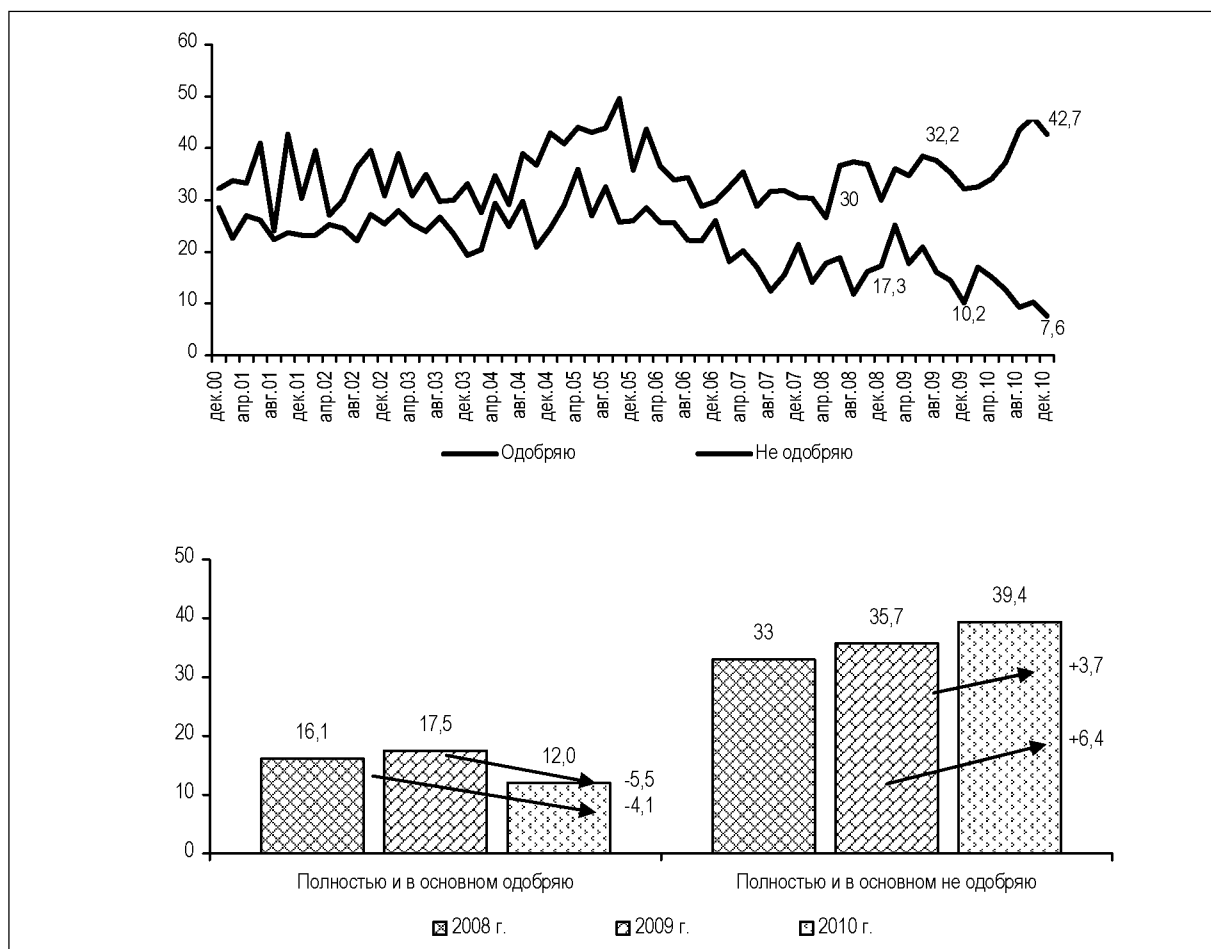 60
50
40
30
20
10
0
42,7
32,2
30
17,3
10,2
7,6
дек.00
апр.01
авг.01
дек.01
апр.02
авг.02
дек.02
апр.03
авг.03
дек.03
апр.04
авг.04
дек.04
апр.05
авг.05
дек.05
апр.06
авг.06
дек.06
апр.07
авг.07
дек.07
апр.08
авг.08
дек.08
апр.09
авг.09
дек.09
апр.10
авг.10
дек.10
Одобряю Не одобряю
50
40
30
20
10
0
16,1
17,5
12,0
-5,5
-4,1
33
35,7
39,4
+3,7
+6,4
Полностью и в основном одобряю Полностью и в основном не одобряю
2008 г. 2009 г. 2010 г.